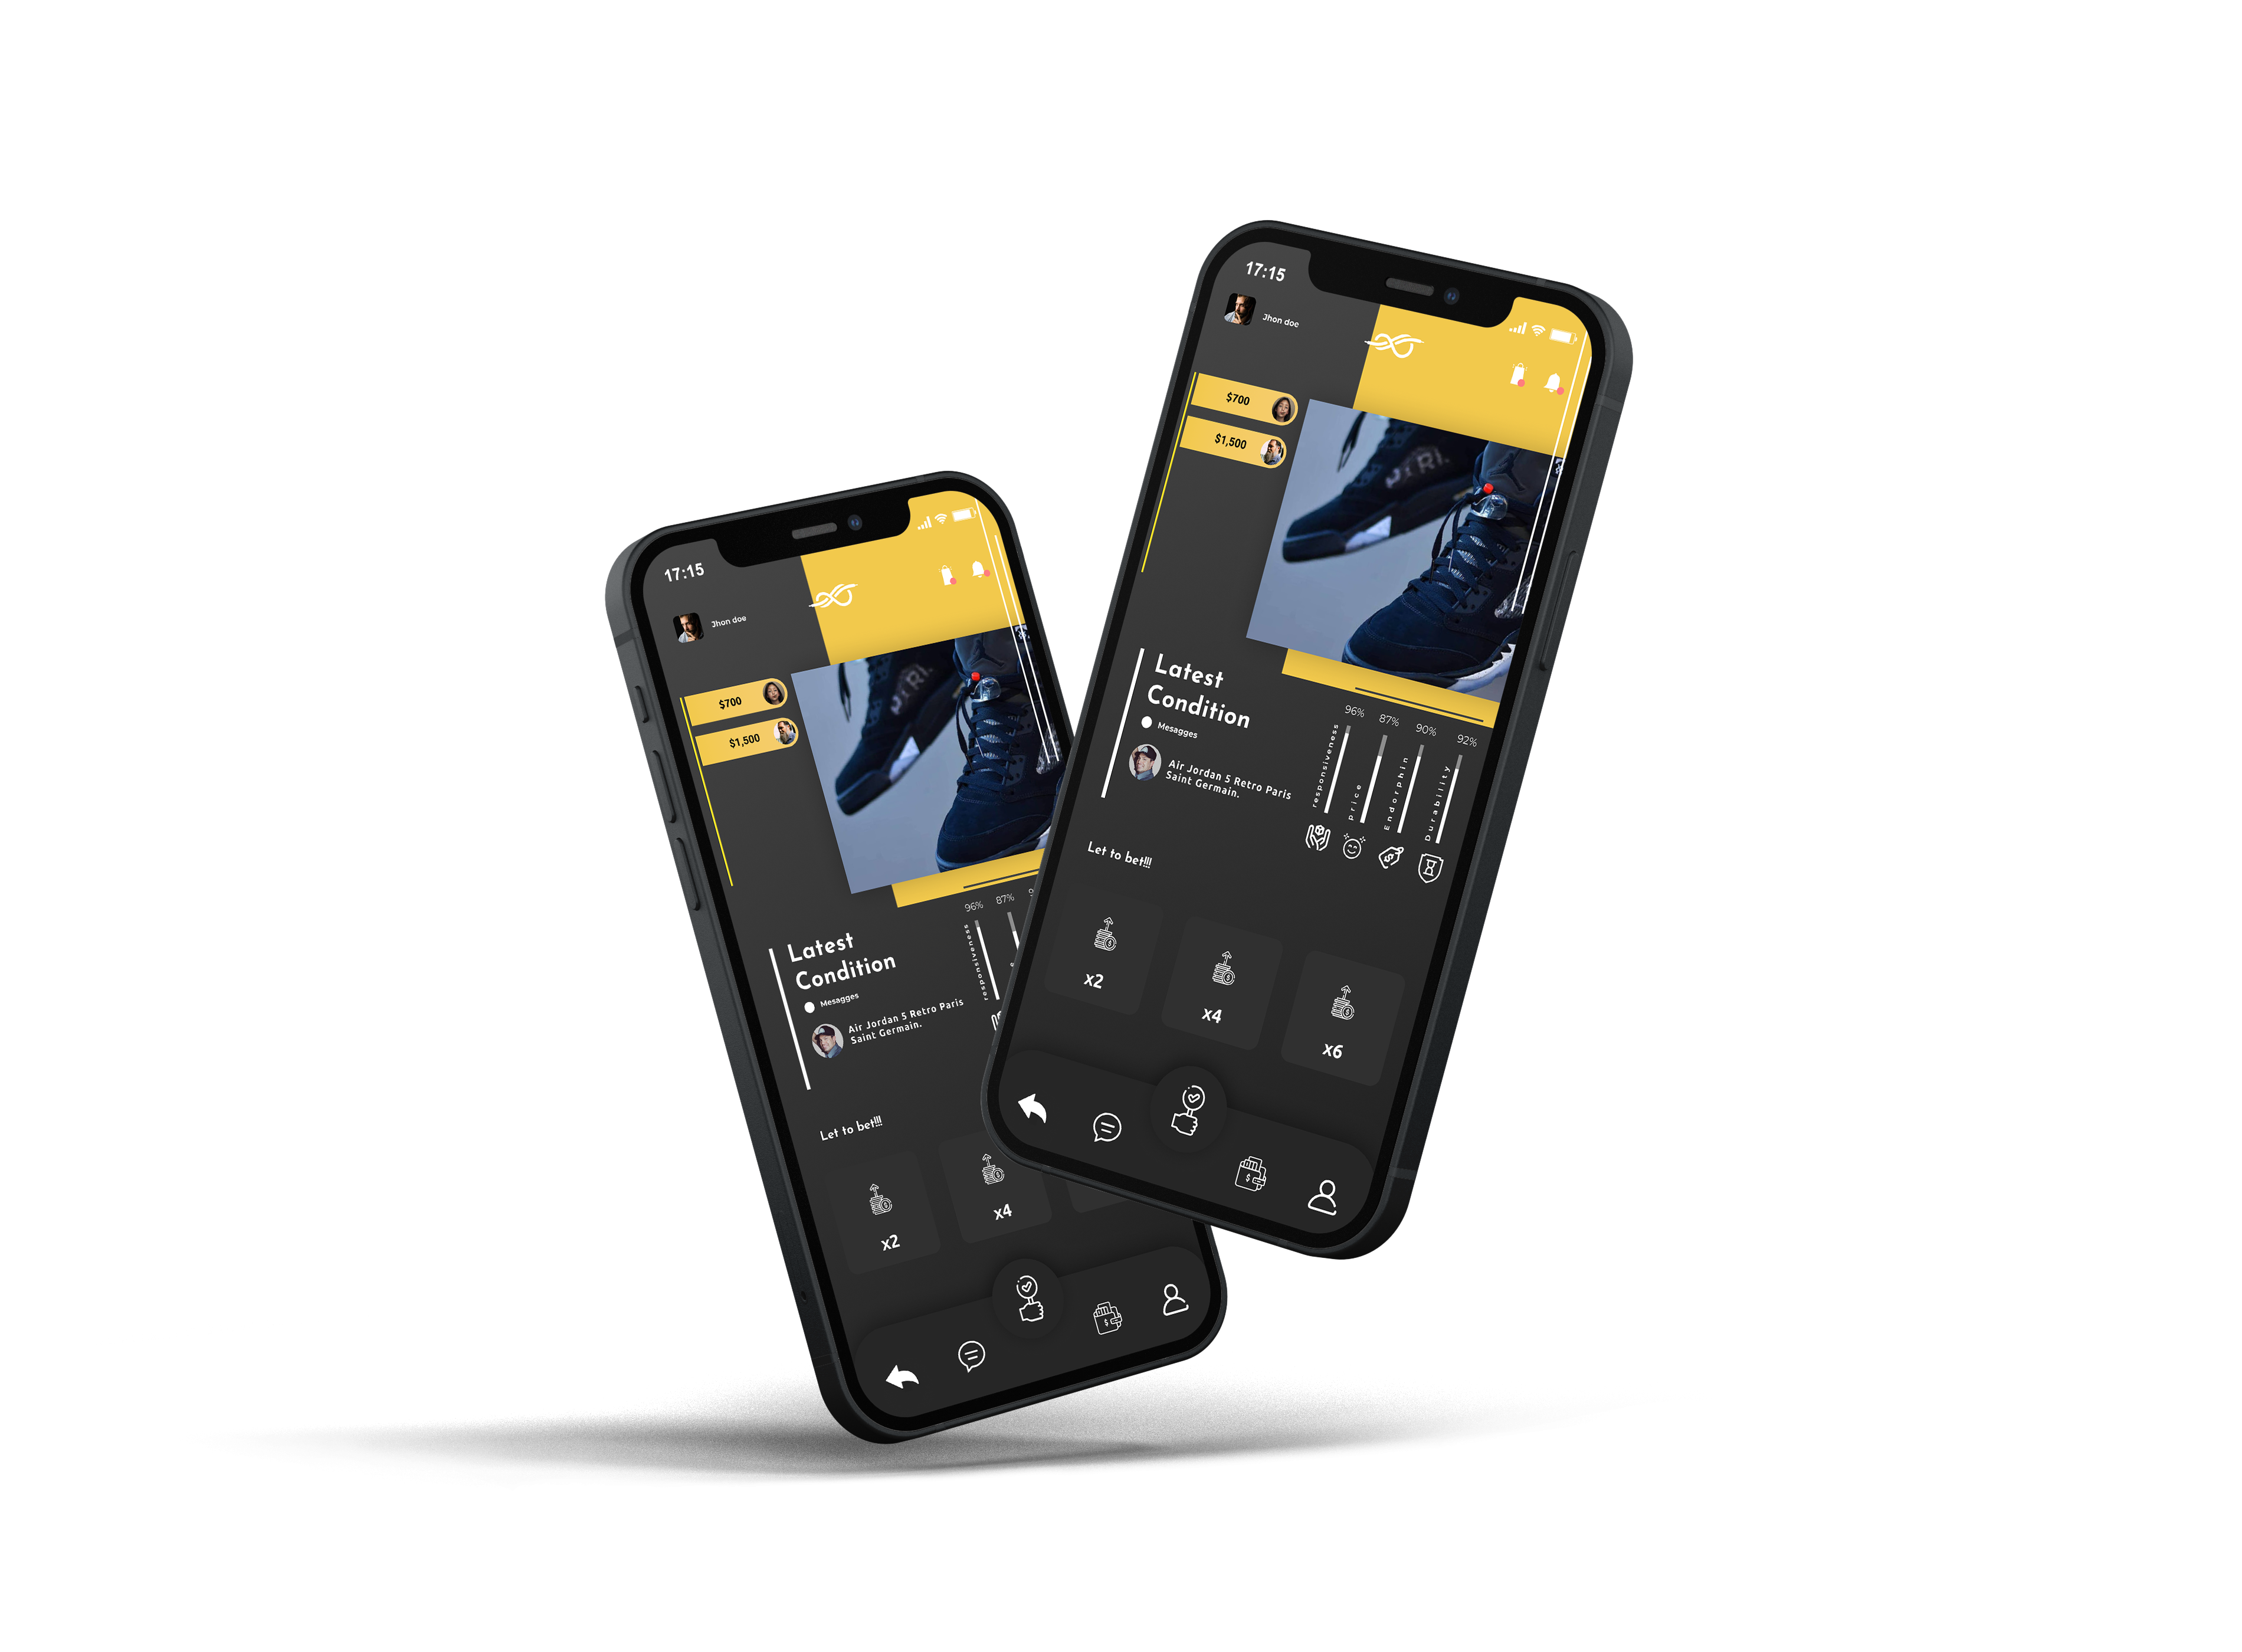 17:15
Jhon doe
$700
$1,500
Latest
Condition
Mesagges
Air Jordan 5 Retro Paris
Saint Germain.
96%
87%
responsiveness
Let to bet!!!
x2
x4
17:15
Jhon doe
$700
$1,500
Latest
Condition
Mesagges
Air Jordan 5 Retro Paris
Saint Germain.
96%
87%
90%
92%
responsiveness
price
Endorphin
Durability
Let to bet!!!
x2
x4
x6